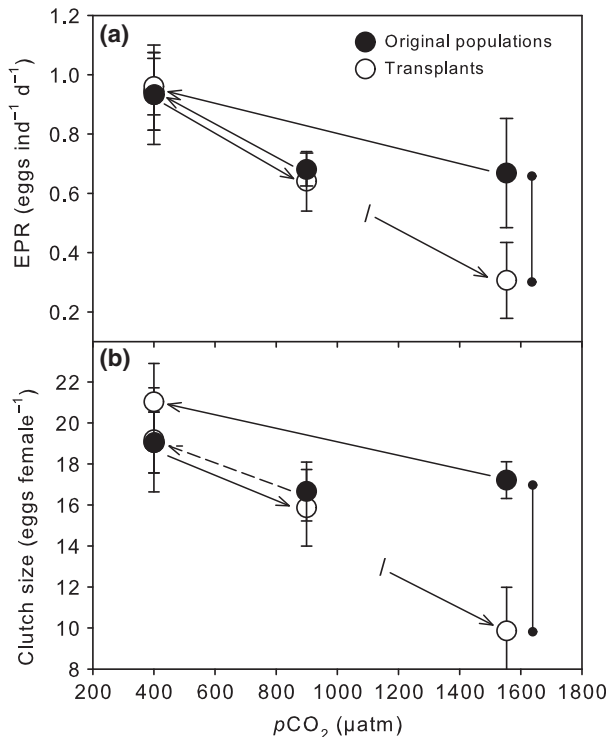 (a)
Original populations
Transplants
EPR (eggs ind⁻¹ d⁻¹)
1.2
1.0
0.8
0.6
0.4
0.2
(b)
Clutch size (eggs female⁻¹)
22
20
18
16
14
12
10
8
200 400 600 800 1000 1200 1400 1600 1800
pCO₂ (µatm)